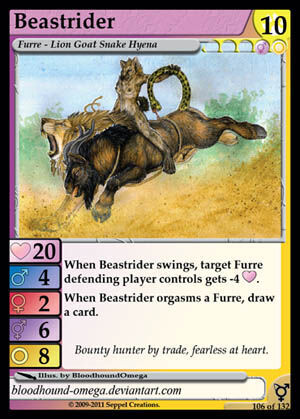 Beastrider
10
Furre - Lion Goat Snake Hyena
20
When Beastrider swings, target Furre
defending player controls gets -4 .
4
When Beastrider orgasms a Furre, draw
a card.
2
6
8
Bounty hunter by trade, fearless at heart.
Illus. by BloodhoundOmega
bloodhound-omega.deviantart.com
© 2009-2011 Seppel Creations.
106 of 132